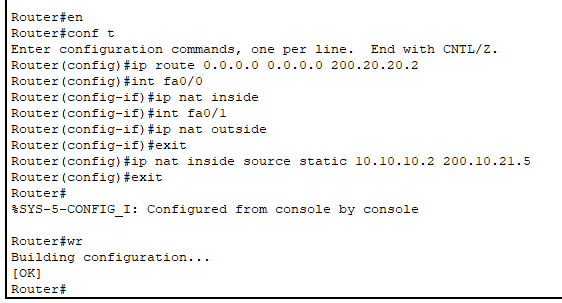 Router#en
Router#conf t
Enter configuration commands, one per line.  End with CNTL/Z.
Router(config)#ip route 0.0.0.0 0.0.0.0 200.20.20.2
Router(config)#int fa0/0
Router(config-if)#ip nat inside
Router(config-if)#int fa0/1
Router(config-if)#ip nat outside
Router(config-if)#exit
Router(config)#ip nat inside source static 10.10.10.2 200.10.21.5
Router(config)#exit
Router#
%SYS-5-CONFIG_I: Configured from console by console
Router#wr
Building configuration...
[OK]
Router#